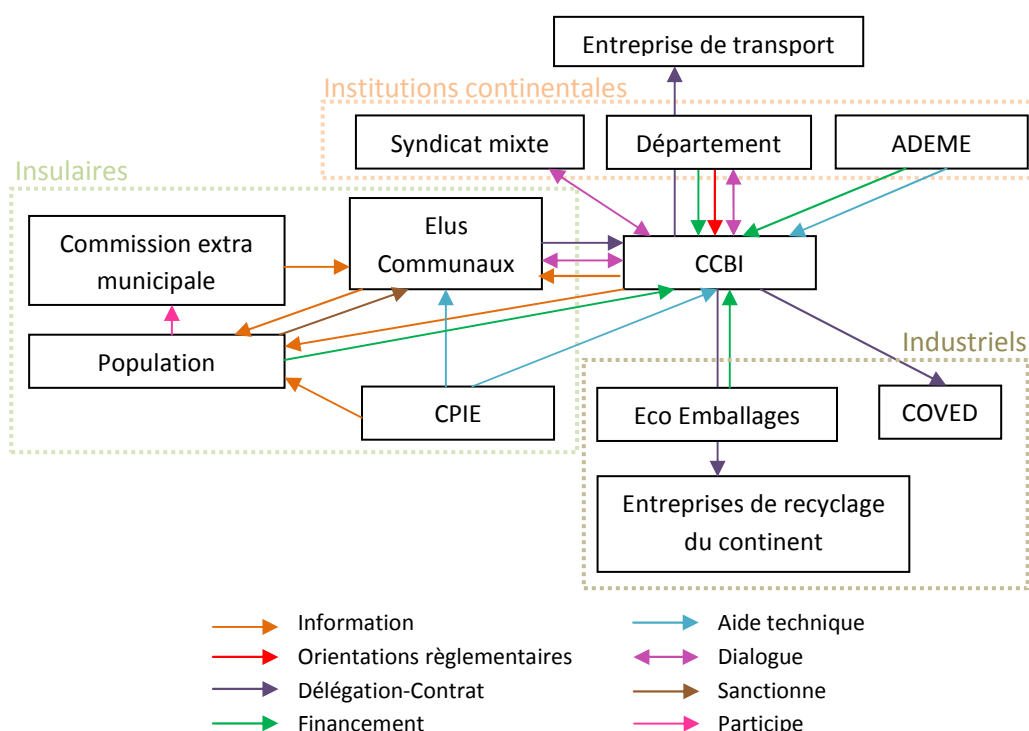 Entreprise de transport
Institutions continentales
Syndicat mixte
Département
ADEME
Insulaires
Commission extra
municipale
Elus
Communaux
CCBI
Population
CPIE
Industriels
Eco Emballages
COVED
Entreprises de recyclage
du continent
Information
Orientations règlementaires
Délégation-Contrat
Financement
Aide technique
Dialogue
Sanctionne
Participe